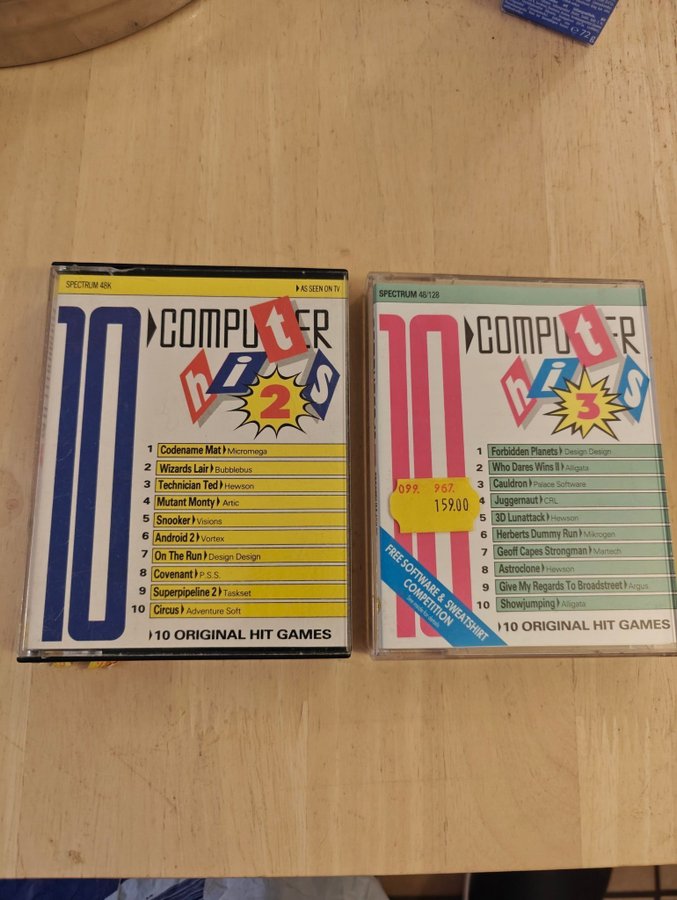 72g
SPECTRUM 48K
AS SEEN ON TV
10
COMPUTER
hits
2
1 Codename Mat Micromega
2 Wizards Lair Bubblebus
3 Technician Ted Hewson
4 Mutant Monty Artic
5 Snooker Visions
6 Android 2 Vortex
7 On The Run Design Design
8 Covenant P.S.S.
9 Superpipeline 2 Taskset
10 Circus Adventure Soft
10 ORIGINAL HIT GAMES
SPECTRUM 48/128
10
COMPUTER
hits
3
1 Forbidden Planets Design Design
2 Who Dares Wins II Alligata
3 Cauldron Palace Software
4 Juggernaut CRL
5 3D Lunattack Hewson
6 Herberts Dummy Run Mikrogen
7 Geoff Capes Strongman Martech
8 Astroclone Hewson
9 Give My Regards To Broadstreet Argus
10 Showjumping Alligata
10 ORIGINAL HIT GAMES
099. 967.
159.00
FREE SOFTWARE & SWEATSHIRT
COMPETITION